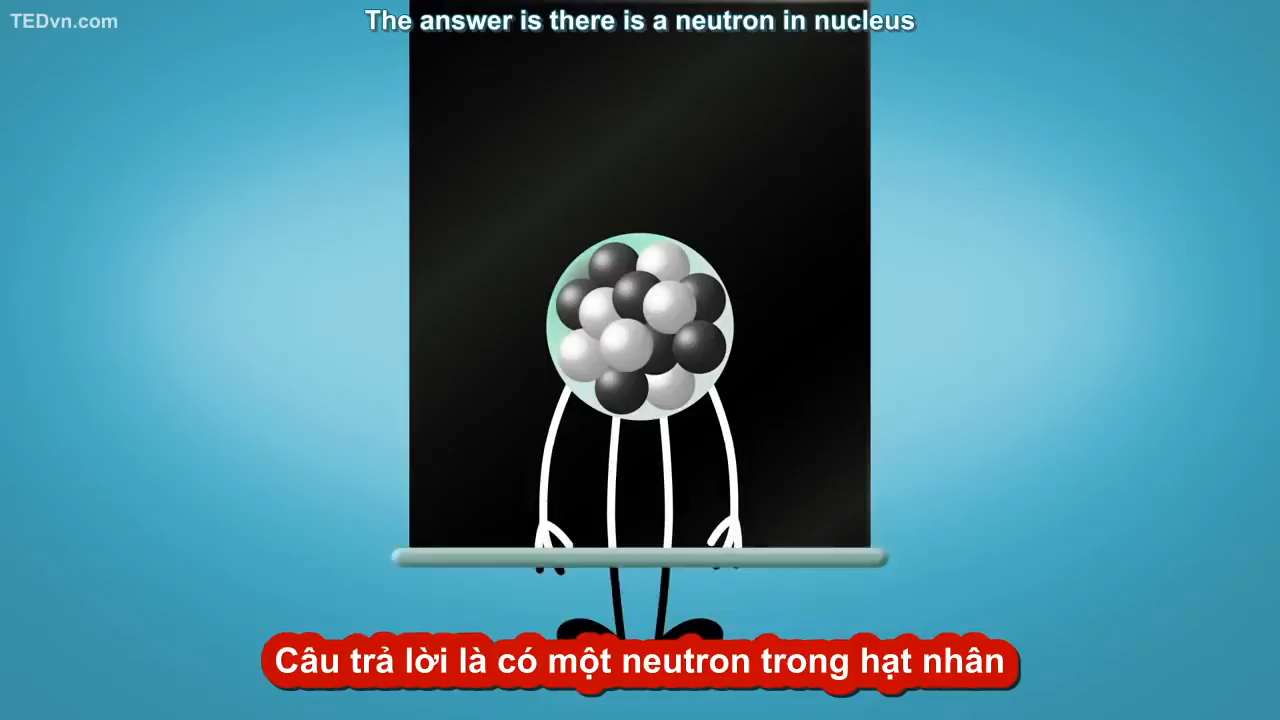 TEDvn.com
The answer is there is a neutron in nucleus
Câu trả lời là có một neutron trong hạt nhân